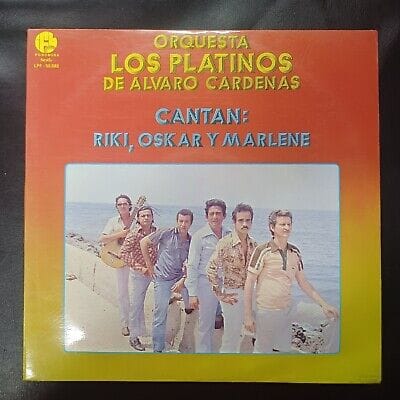 ORQUESTA
LOS PLATINOS
DE ALVARO CARDENAS
CANTAN:
RIKI, OSKAR Y MARLENE